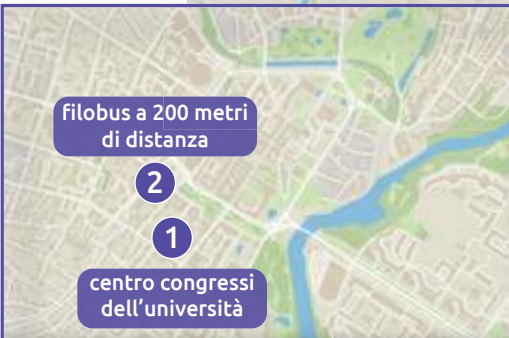 filobus a 200 metri
di distanza
2
1
centro congressi
dell'università